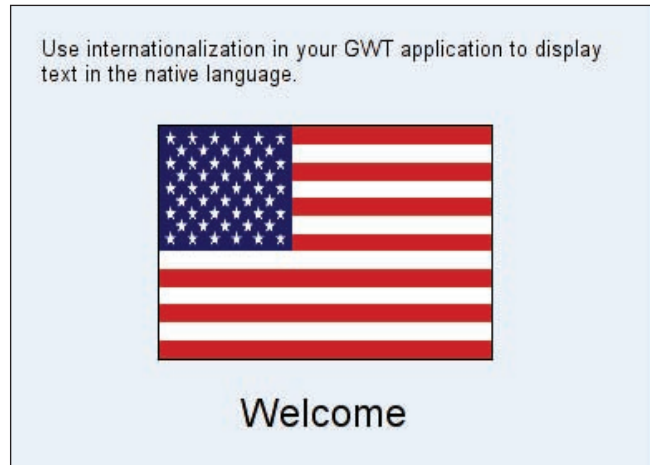 Use internationalization in your GWT application to display
text in the native language.
Welcome